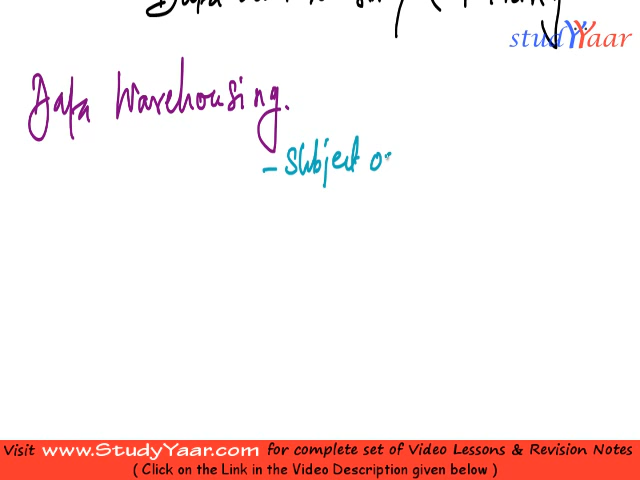 studYYaar
Data Warehousing.
- Subject o
Visit www.StudyYaar.com for complete set of Video Lessons & Revision Notes
( Click on the Link in the Video Description given below )